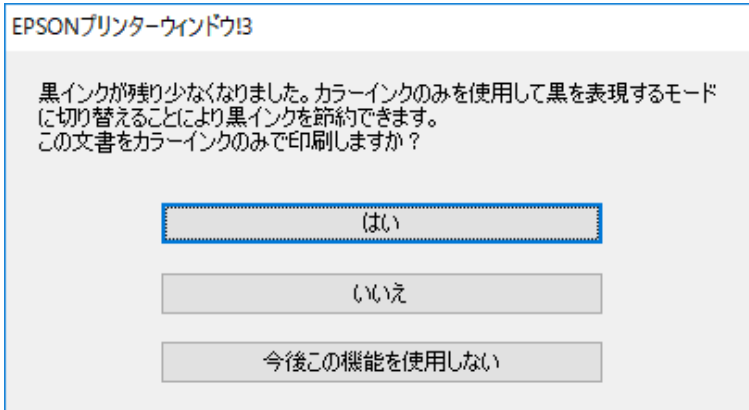 EPSONプリンターウィンドウ!3
黒インクが残り少なくなりました。カラーインクのみを使用して黒を表現するモード
に切り替えることにより黒インクを節約できます。
この文書をカラーインクのみで印刷しますか？
はい
いいえ
今後この機能を使用しない